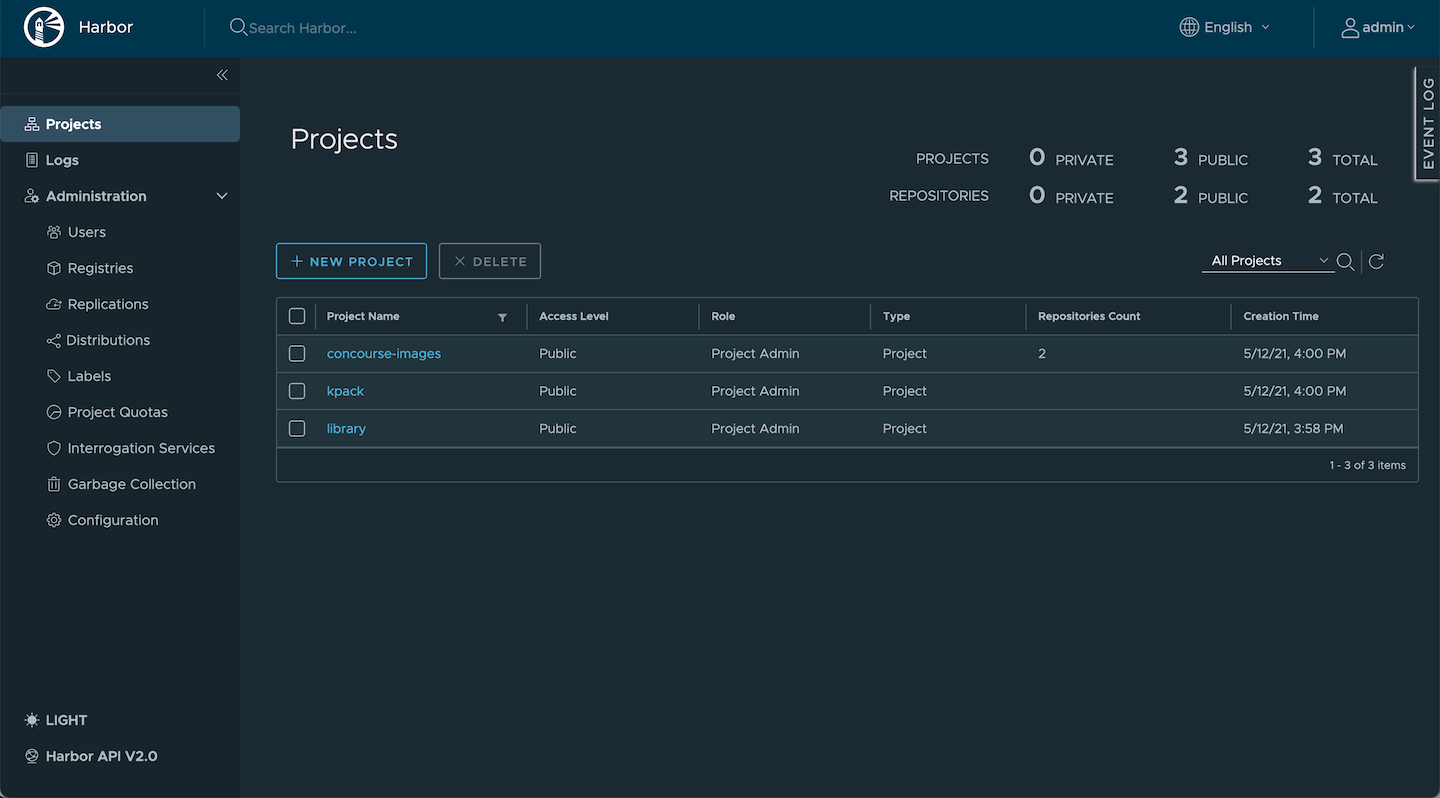 Harbor
Search Harbor...
English
admin
EVENT LOG
Projects
Logs
Administration
Users
Registries
Replications
Distributions
Labels
Project Quotas
Interrogation Services
Garbage Collection
Configuration
LIGHT
Harbor API V2.0
Projects
PROJECTS 0 PRIVATE 3 PUBLIC 3 TOTAL
REPOSITORIES 0 PRIVATE 2 PUBLIC 2 TOTAL
+ NEW PROJECT × DELETE All Projects
Project Name Access Level Role Type Repositories Count Creation Time
concourse-images Public Project Admin Project 2 5/12/21, 4:00 PM
kpack Public Project Admin Project 5/12/21, 4:00 PM
library Public Project Admin Project 5/12/21, 3:58 PM
1 - 3 of 3 items